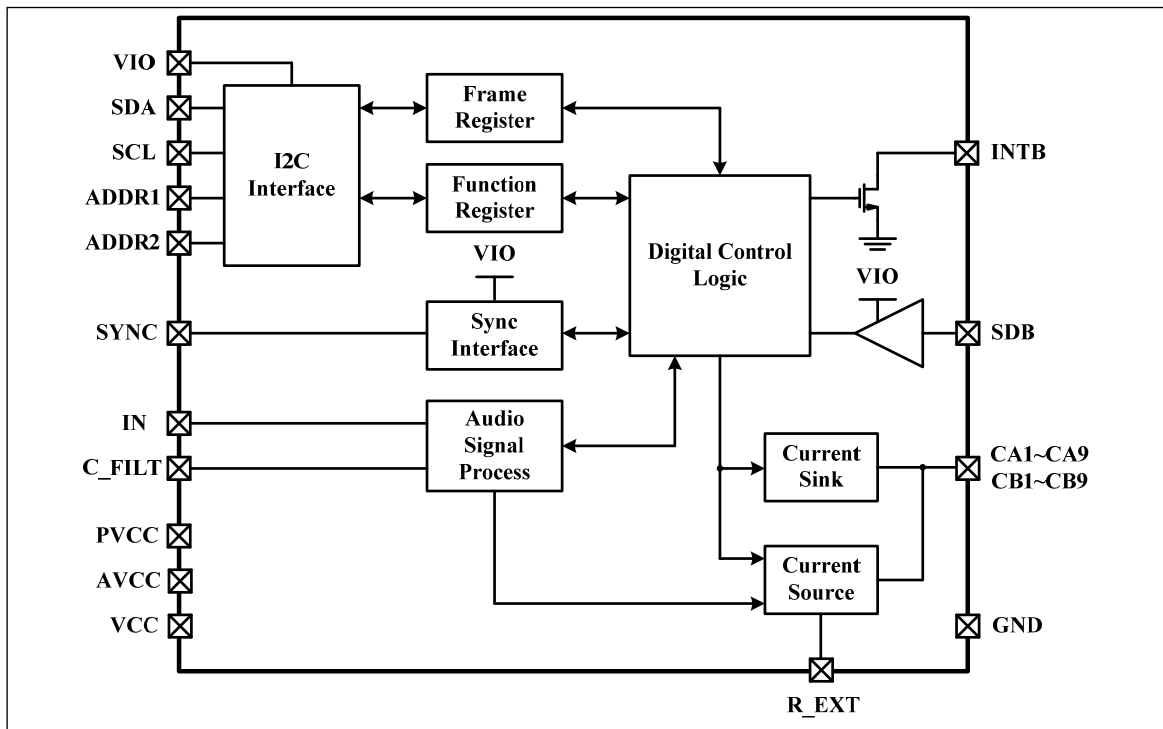 VIO
SDA
SCL
ADDR1
ADDR2
SYNC
IN
C_FILT
PVCC
AVCC
VCC
I2C
Interface
Frame
Register
Function
Register
VIO
Sync
Interface
Audio
Signal
Process
Digital Control
Logic
VIO
Current
Sink
Current
Source
INTB
SDB
CA1~CA9
CB1~CB9
GND
R_EXT